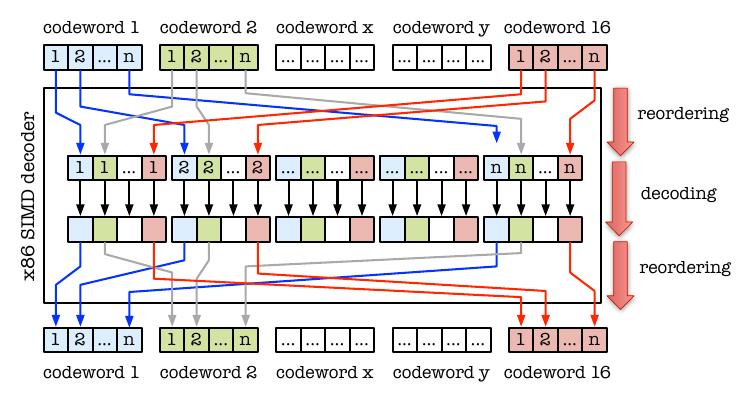 codeword 1 codeword 2 codeword x codeword y codeword 16
1 2 ... n 1 2 ... n ... ... ... ... ... ... ... ... 1 2 ... n
reordering
x86 SIMD decoder
1 1 ... 1 2 2 ... 2 ... ... ... ... ... ... ... ... n n ... n
decoding
reordering
1 2 ... n 1 2 ... n ... ... ... ... ... ... ... ... 1 2 ... n
codeword 1 codeword 2 codeword x codeword y codeword 16